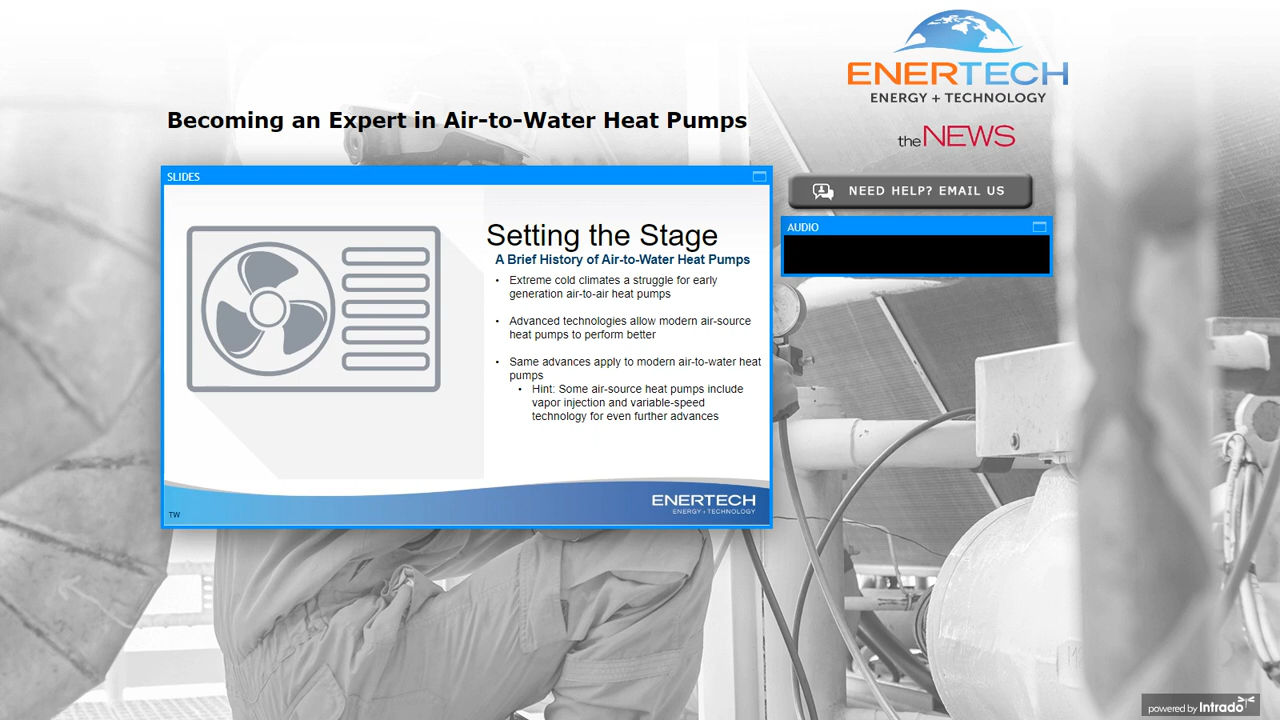 ENERTECH
ENERGY + TECHNOLOGY
Becoming an Expert in Air-to-Water Heat Pumps
theNEWS
SLIDES
NEED HELP? EMAIL US
AUDIO
Setting the Stage
A Brief History of Air-to-Water Heat Pumps
• Extreme cold climates a struggle for early
generation air-to-air heat pumps
• Advanced technologies allow modern air-source
heat pumps to perform better
• Same advances apply to modern air-to-water heat
pumps
• Hint: Some air-source heat pumps include
vapor injection and variable-speed
technology for even further advances
TW
ENERTECH
ENERGY + TECHNOLOGY
powered by Intrado